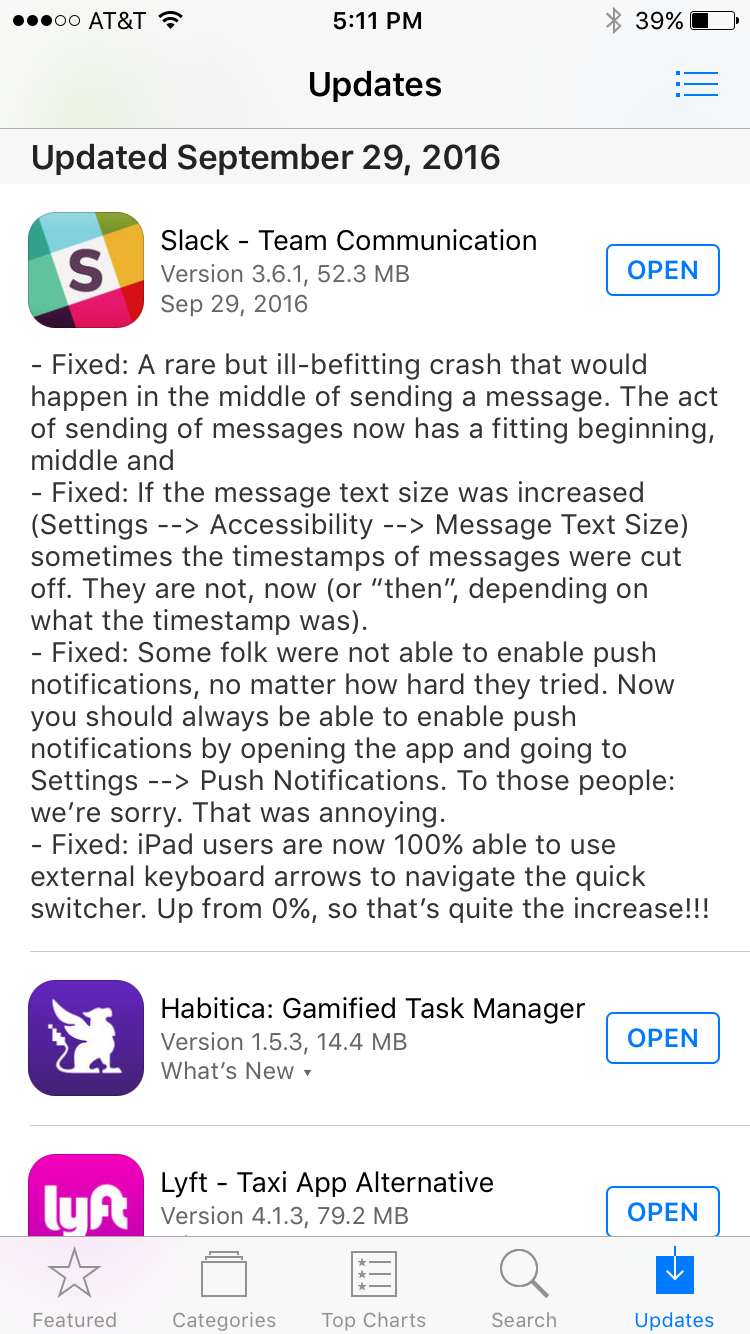 AT&T 5:11 PM 39%
Updates
Updated September 29, 2016
S
Slack - Team Communication
Version 3.6.1, 52.3 MB
Sep 29, 2016
OPEN
- Fixed: A rare but ill-befitting crash that would
happen in the middle of sending a message. The act
of sending of messages now has a fitting beginning,
middle and
- Fixed: If the message text size was increased
(Settings --> Accessibility --> Message Text Size)
sometimes the timestamps of messages were cut
off. They are not, now (or “then”, depending on
what the timestamp was).
- Fixed: Some folk were not able to enable push
notifications, no matter how hard they tried. Now
you should always be able to enable push
notifications by opening the app and going to
Settings --> Push Notifications. To those people:
we’re sorry. That was annoying.
- Fixed: iPad users are now 100% able to use
external keyboard arrows to navigate the quick
switcher. Up from 0%, so that’s quite the increase!!!
Habitica: Gamified Task Manager
Version 1.5.3, 14.4 MB
What’s New
OPEN
lyft
Lyft - Taxi App Alternative
Version 4.1.3, 79.2 MB
OPEN
Featured Categories Top Charts Search Updates